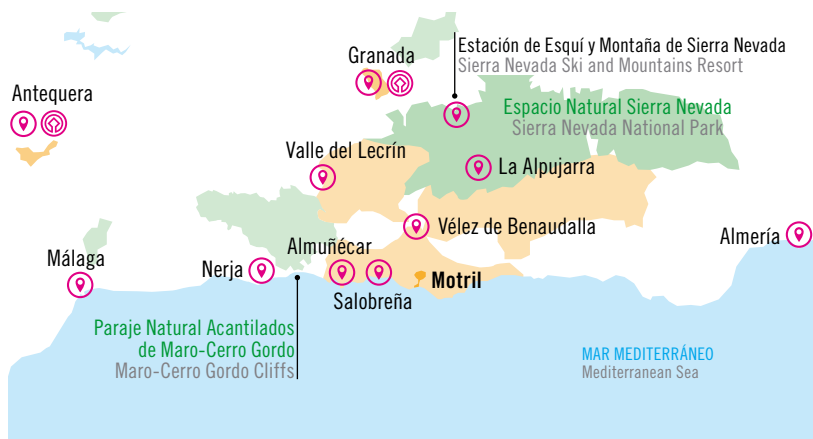 Granada
Estación de Esquí y Montaña de Sierra Nevada
Sierra Nevada Ski and Mountains Resort
Antequera
Espacio Natural Sierra Nevada
Sierra Nevada National Park
Valle del Lecrín
La Alpujarra
Vélez de Benaudalla
Almería
Almuñécar
Málaga
Nerja
Motril
Salobreña
Paraje Natural Acantilados
de Maro-Cerro Gordo
Maro-Cerro Gordo Cliffs
MAR MEDITERRÁNEO
Mediterranean Sea